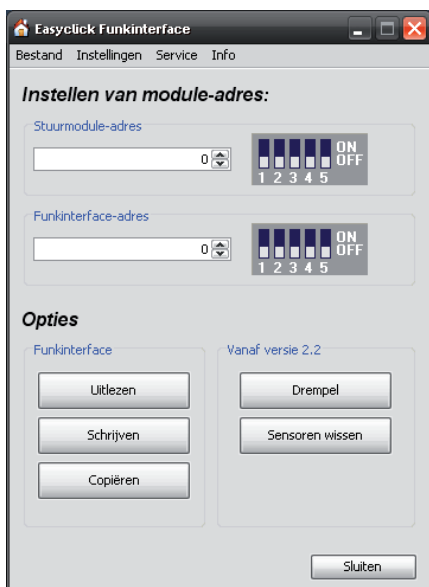 Easyclick Funkinterface
Bestand Instellingen Service Info
Instellen van module-adres:
Stuurmodule-adres
0
ON
OFF
1 2 3 4 5
Funkinterface-adres
0
ON
OFF
1 2 3 4 5
Opties
Funkinterface
Uitlezen
Schrijven
Copiëren
Vanaf versie 2.2
Drempel
Sensoren wissen
Sluiten